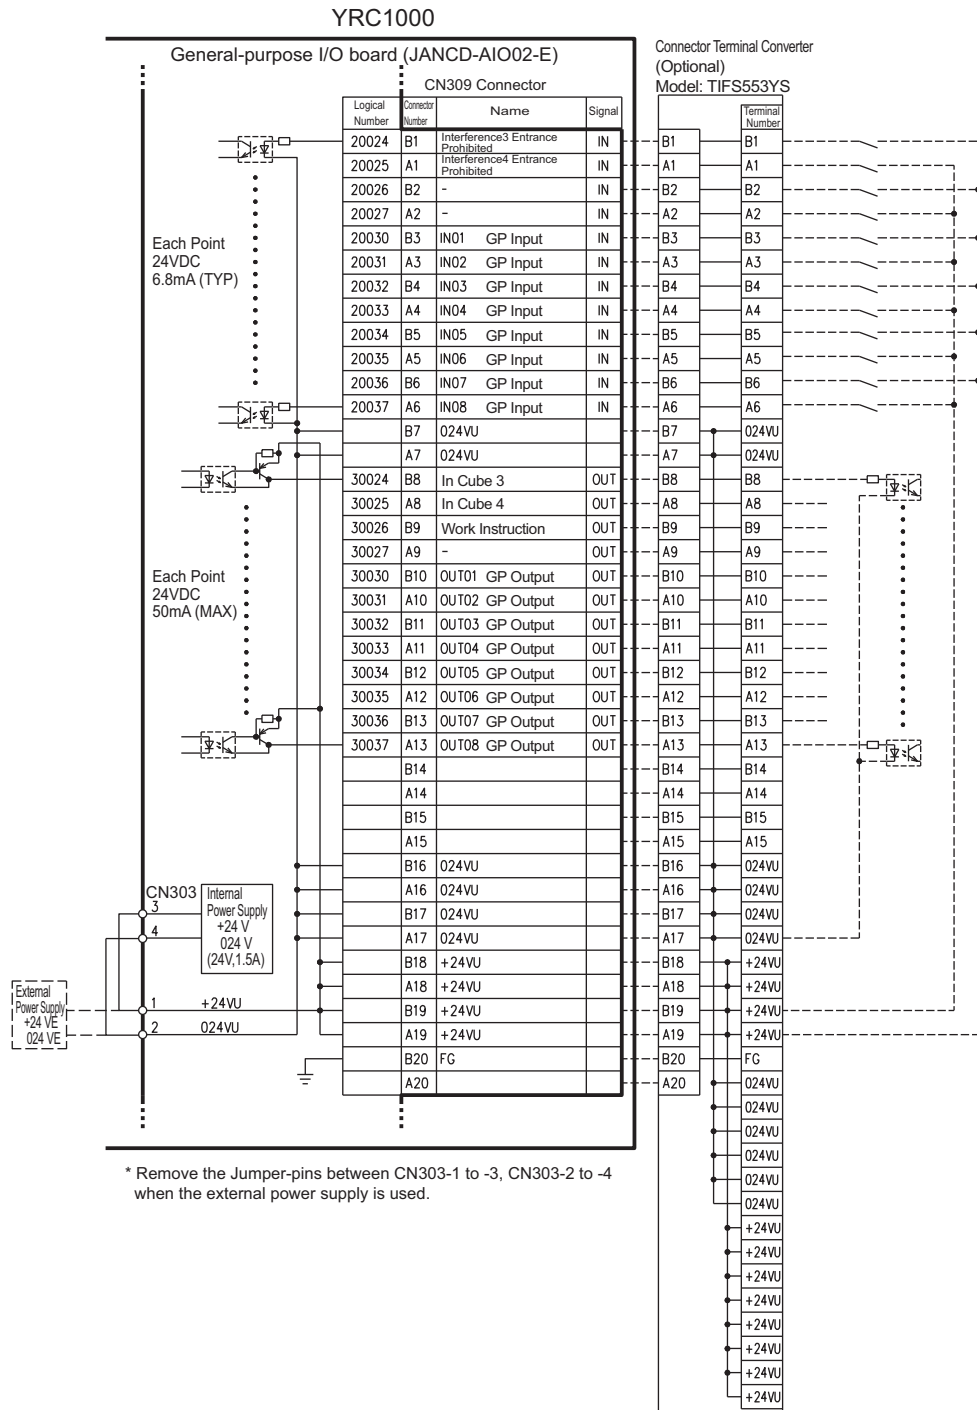 YRC1000
General-purpose I/O board (JANCD-AIO02-E)
CN309 Connector
Connector Terminal Converter
(Optional)
Model: TIFS553YS
Logical Number Connector Number Name Signal Terminal Number
20024 B1 Interference3 Entrance Prohibited IN B1 B1
20025 A1 Interference4 Entrance Prohibited IN A1 A1
20026 B2 - IN B2 B2
20027 A2 - IN A2 A2
20030 B3 IN01 GP Input IN B3 B3
20031 A3 IN02 GP Input IN A3 A3
20032 B4 IN03 GP Input IN B4 B4
20033 A4 IN04 GP Input IN A4 A4
20034 B5 IN05 GP Input IN B5 B5
20035 A5 IN06 GP Input IN A5 A5
20036 B6 IN07 GP Input IN B6 B6
20037 A6 IN08 GP Input IN A6 A6
Each Point
24VDC
6.8mA (TYP)
B7 024VU B7 024VU
A7 024VU A7 024VU
30024 B8 In Cube 3 OUT B8 B8
30025 A8 In Cube 4 OUT A8 A8
30026 B9 Work Instruction OUT B9 B9
30027 A9 - OUT A9 A9
30030 B10 OUT01 GP Output OUT B10 B10
30031 A10 OUT02 GP Output OUT A10 A10
30032 B11 OUT03 GP Output OUT B11 B11
30033 A11 OUT04 GP Output OUT A11 A11
30034 B12 OUT05 GP Output OUT B12 B12
30035 A12 OUT06 GP Output OUT A12 A12
30036 B13 OUT07 GP Output OUT B13 B13
30037 A13 OUT08 GP Output OUT A13 A13
Each Point
24VDC
50mA (MAX)
B14 B14 B14
A14 A14 A14
B15 B15 B15
A15 A15 A15
B16 024VU B16 024VU
A16 024VU A16 024VU
B17 024VU B17 024VU
A17 024VU A17 024VU
B18 +24VU B18 +24VU
A18 +24VU A18 +24VU
B19 +24VU B19 +24VU
A19 +24VU A19 +24VU
B20 FG B20 FG
A20 A20 024VU
024VU
024VU
024VU
024VU
024VU
+24VU
+24VU
+24VU
+24VU
+24VU
+24VU
+24VU
+24VU
CN303
3
4
Internal
Power Supply
+24 V
024 V
(24V,1.5A)
External
Power Supply
+24 VE
024 VE
1 +24VU
2 024VU
* Remove the Jumper-pins between CN303-1 to -3, CN303-2 to -4
when the external power supply is used.